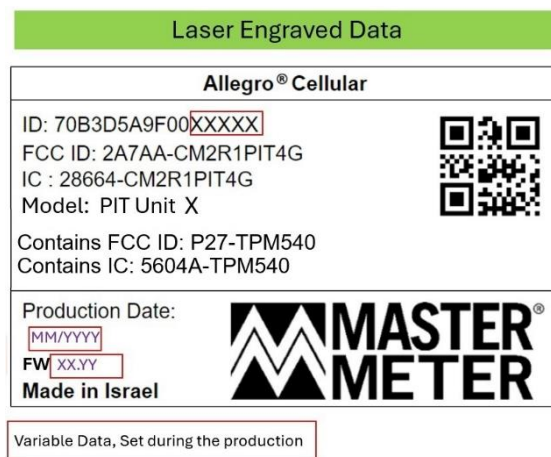 Laser Engraved Data
Allegro® Cellular
ID: 70B3D5A9F00XXXXX
FCC ID: 2A7AA-CM2R1PIT4G
IC : 28664-CM2R1PIT4G
Model: PIT Unit X
Contains FCC ID: P27-TPM540
Contains IC: 5604A-TPM540
Production Date:
MM/YYYY
FW XX.YY
Made in Israel
MASTER®
METER
Variable Data, Set during the production